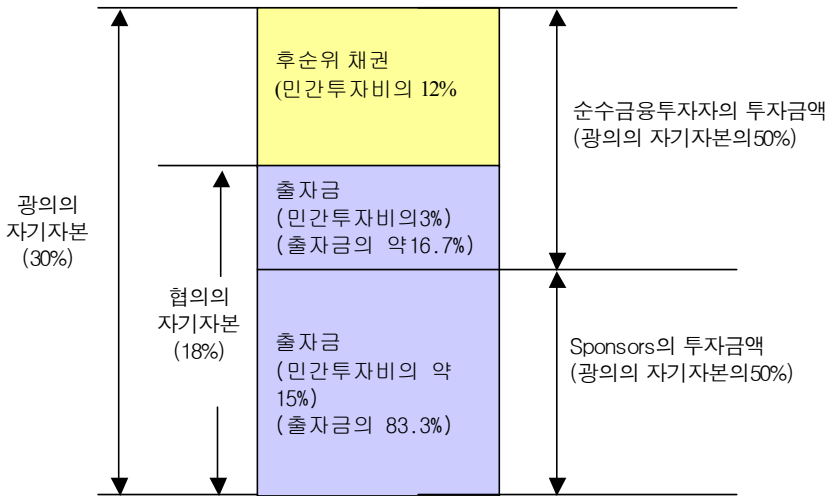 후순위 채권
(민간투자비의 12%
순수금융투자자의 투자금액
(광의의 자기자본의50%)
광의의
자기자본
(30%)
출자금
(민간투자비의3%)
(출자금의 약16.7%)
협의의
자기자본
(18%)
출자금
(민간투자비의 약
15%)
(출자금의 83.3%)
Sponsors의 투자금액
(광의의 자기자본의50%)